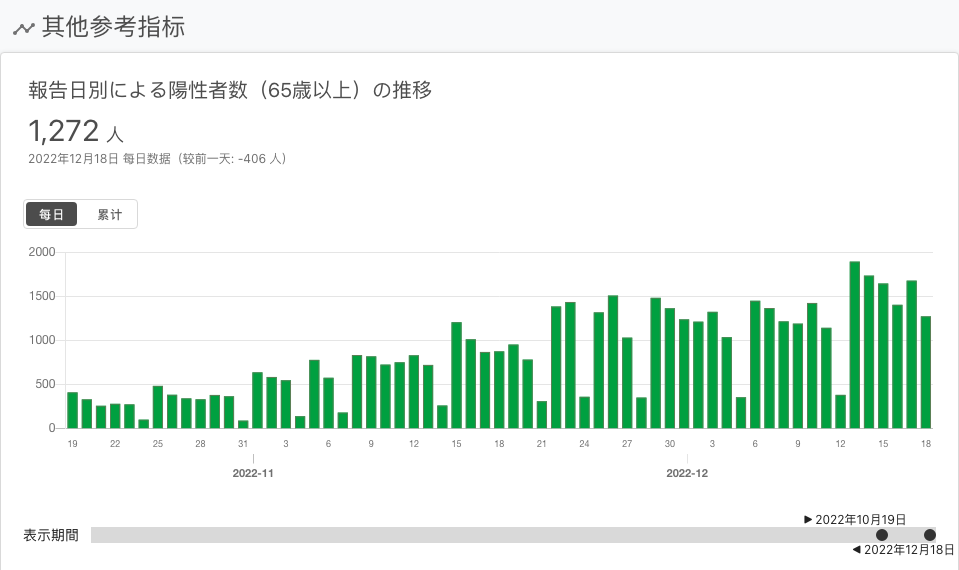 其他参考指标
報告日別による陽性者数（65歳以上）の推移
1,272 人
2022年12月18日 每日数据（较前一天: -406 人）
每日 累计
2000
1500
1000
500
0
19 22 25 28 31 3 6 9 12 15 18 21 24 27 30 3 6 9 12 15 18
2022-11 2022-12
2022年10月19日
表示期間
2022年12月18日